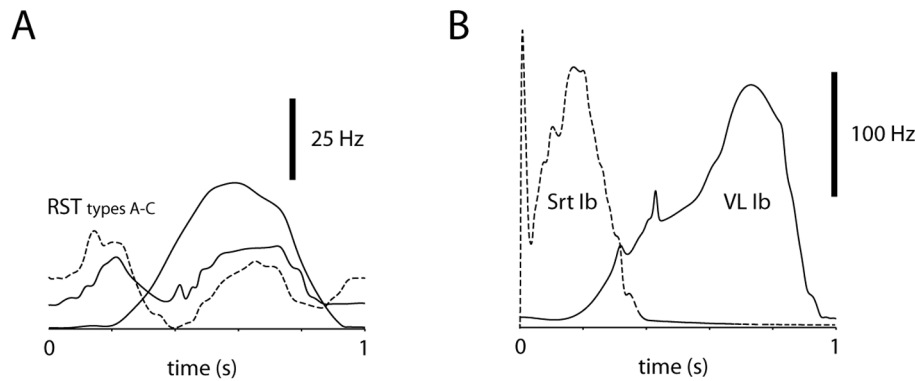 A
25 Hz
RST types A-C
0
1
time (s)
B
100 Hz
Srt Ib
VL Ib
0
1
time (s)